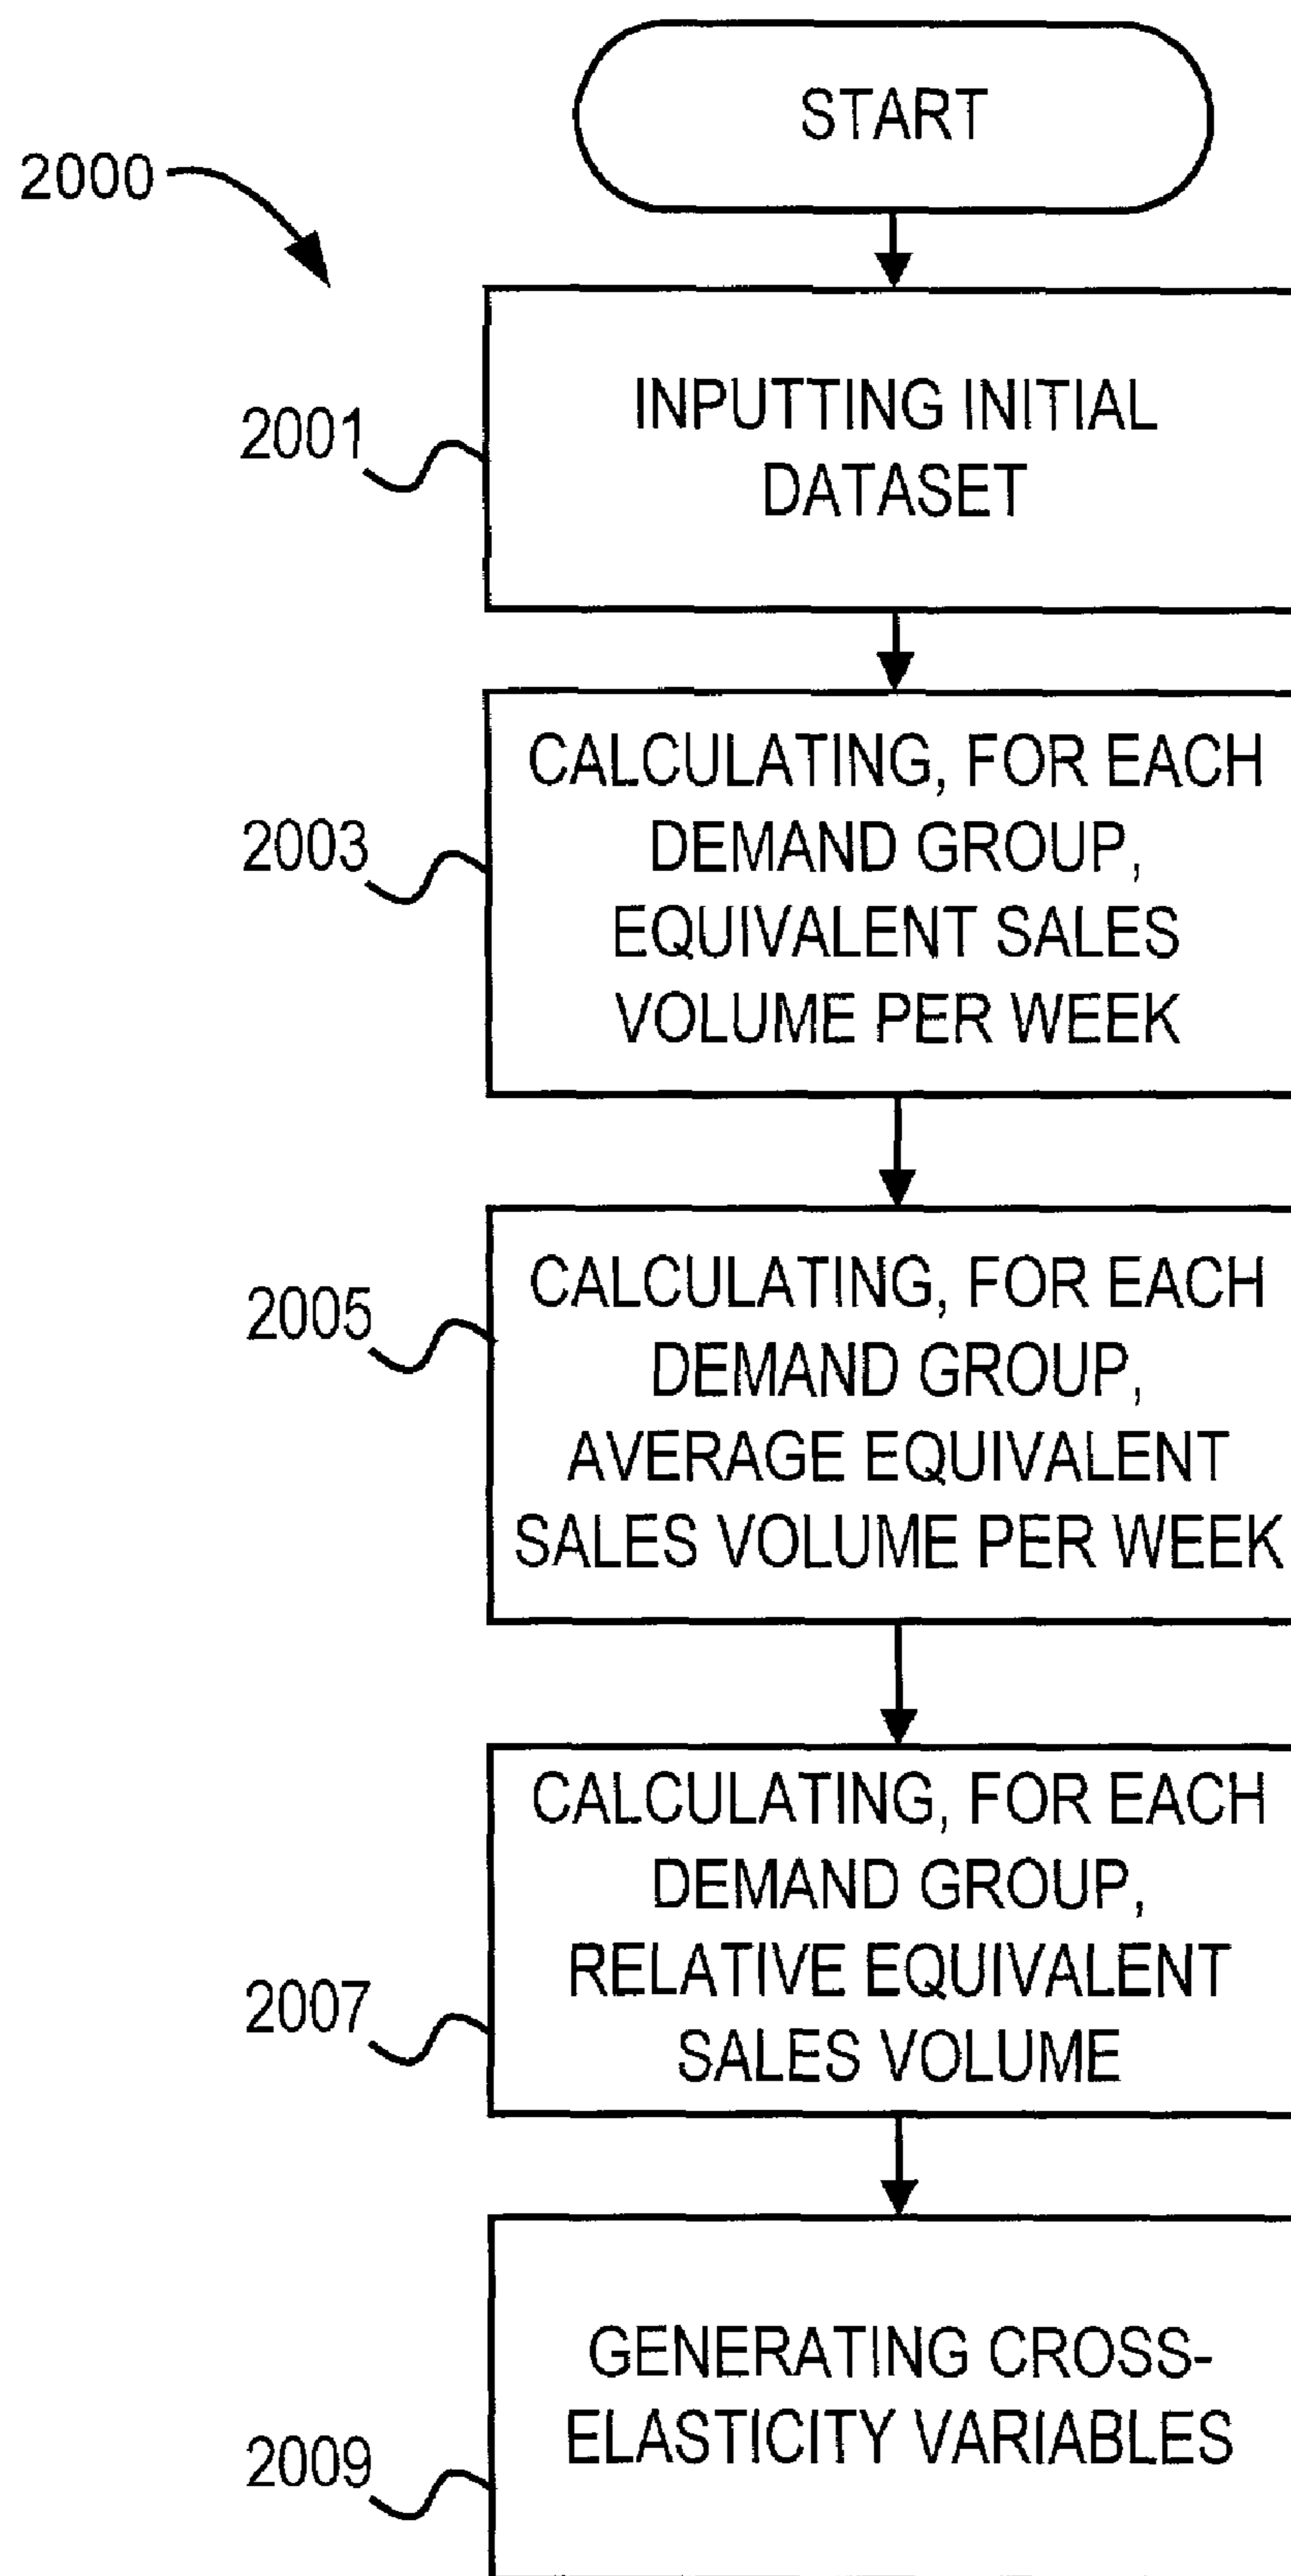 START
2000
INPUTTING INITIAL
DATASET
2001
CALCULATING, FOR EACH
DEMAND GROUP,
EQUIVALENT SALES
VOLUME PER WEEK
2003
CALCULATING, FOR EACH
DEMAND GROUP,
AVERAGE EQUIVALENT
SALES VOLUME PER WEEK
2005
CALCULATING, FOR EACH
DEMAND GROUP,
RELATIVE EQUIVALENT
SALES VOLUME
2007
GENERATING CROSS-
ELASTICITY VARIABLES
2009